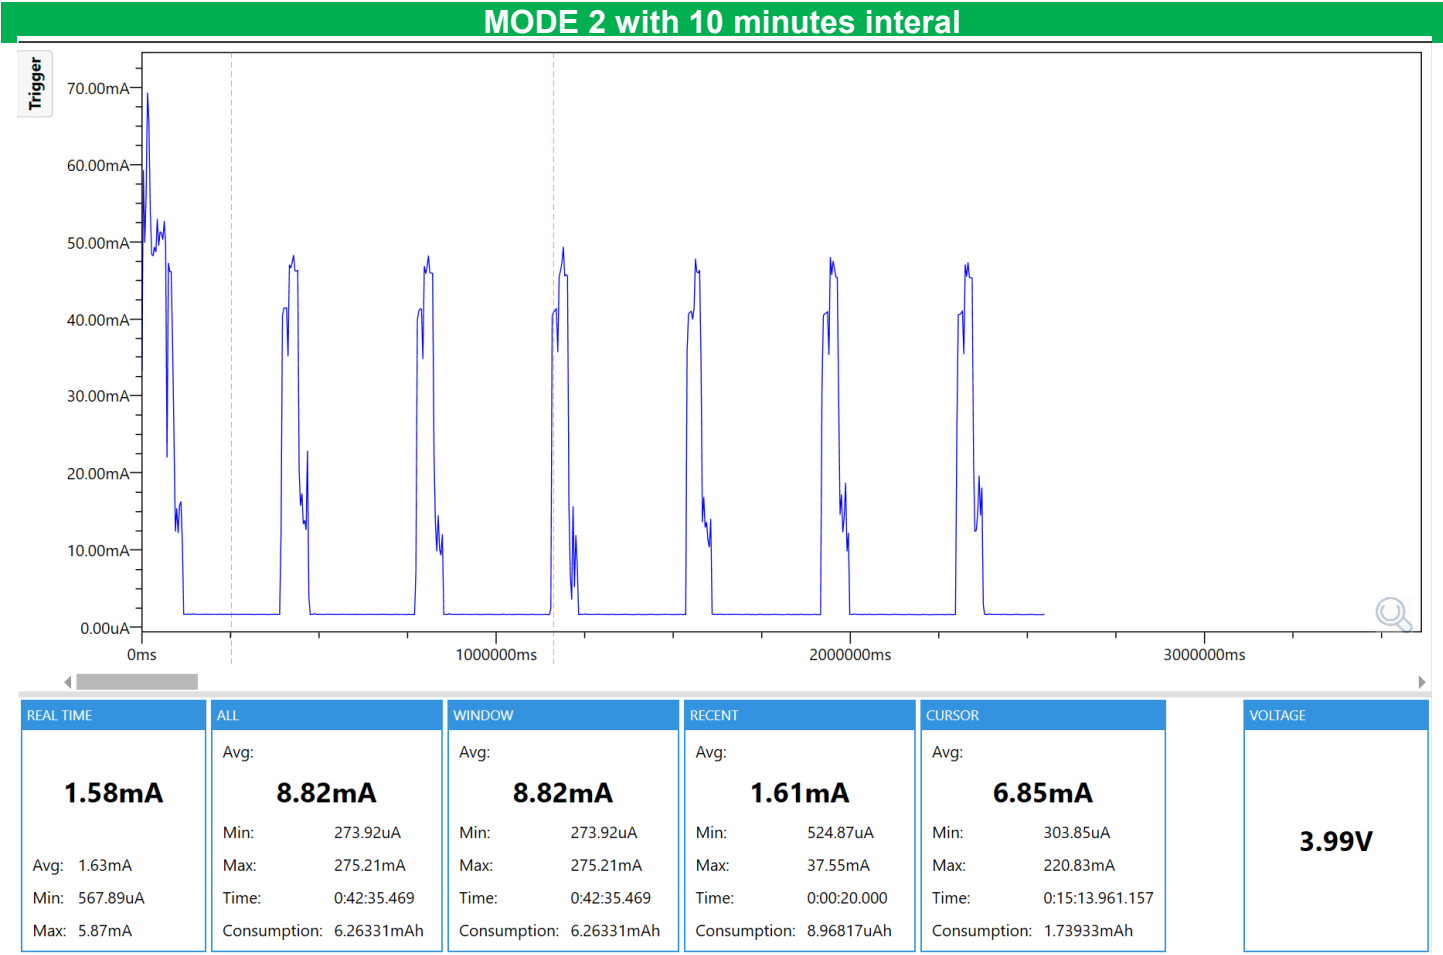 MODE 2 with 10 minutes interal
Trigger
70.00mA
60.00mA
50.00mA
40.00mA
30.00mA
20.00mA
10.00mA
0.00uA
0ms 1000000ms 2000000ms 3000000ms
REAL TIME
1.58mA
Avg: 1.63mA
Min: 567.89uA
Max: 5.87mA
ALL
Avg:
8.82mA
Min: 273.92uA
Max: 275.21mA
Time: 0:42:35.469
Consumption: 6.26331mAh
WINDOW
Avg:
8.82mA
Min: 273.92uA
Max: 275.21mA
Time: 0:42:35.469
Consumption: 6.26331mAh
RECENT
Avg:
1.61mA
Min: 524.87uA
Max: 37.55mA
Time: 0:00:20.000
Consumption: 8.96817uAh
CURSOR
Avg:
6.85mA
Min: 303.85uA
Max: 220.83mA
Time: 0:15:13.961.157
Consumption: 1.73933mAh
VOLTAGE
3.99V